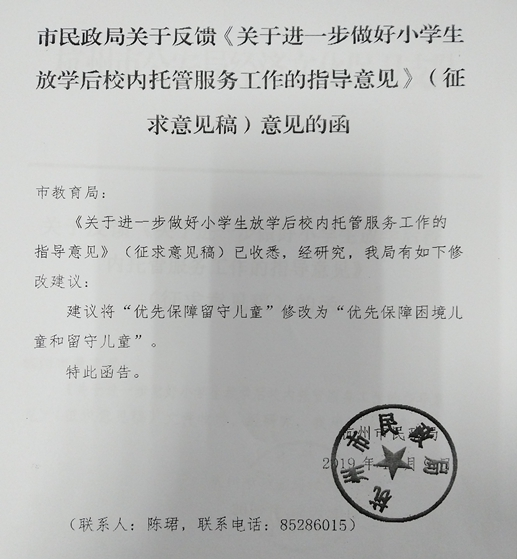 市民政局关于反馈《关于进一步做好小学生
放学后校内托管服务工作的指导意见》（征
求意见稿）意见的函
市教育局：
《关于进一步做好小学生放学后校内托管服务工作的
指导意见》（征求意见稿）已收悉，经研究，我局有如下修
改建议：
建议将“优先保障留守儿童”修改为“优先保障困境儿
童和留守儿童”。
特此函告。
杭州市民政局
2019年
杭州市民政局
（联系人：陈珺，联系电话：85286015）